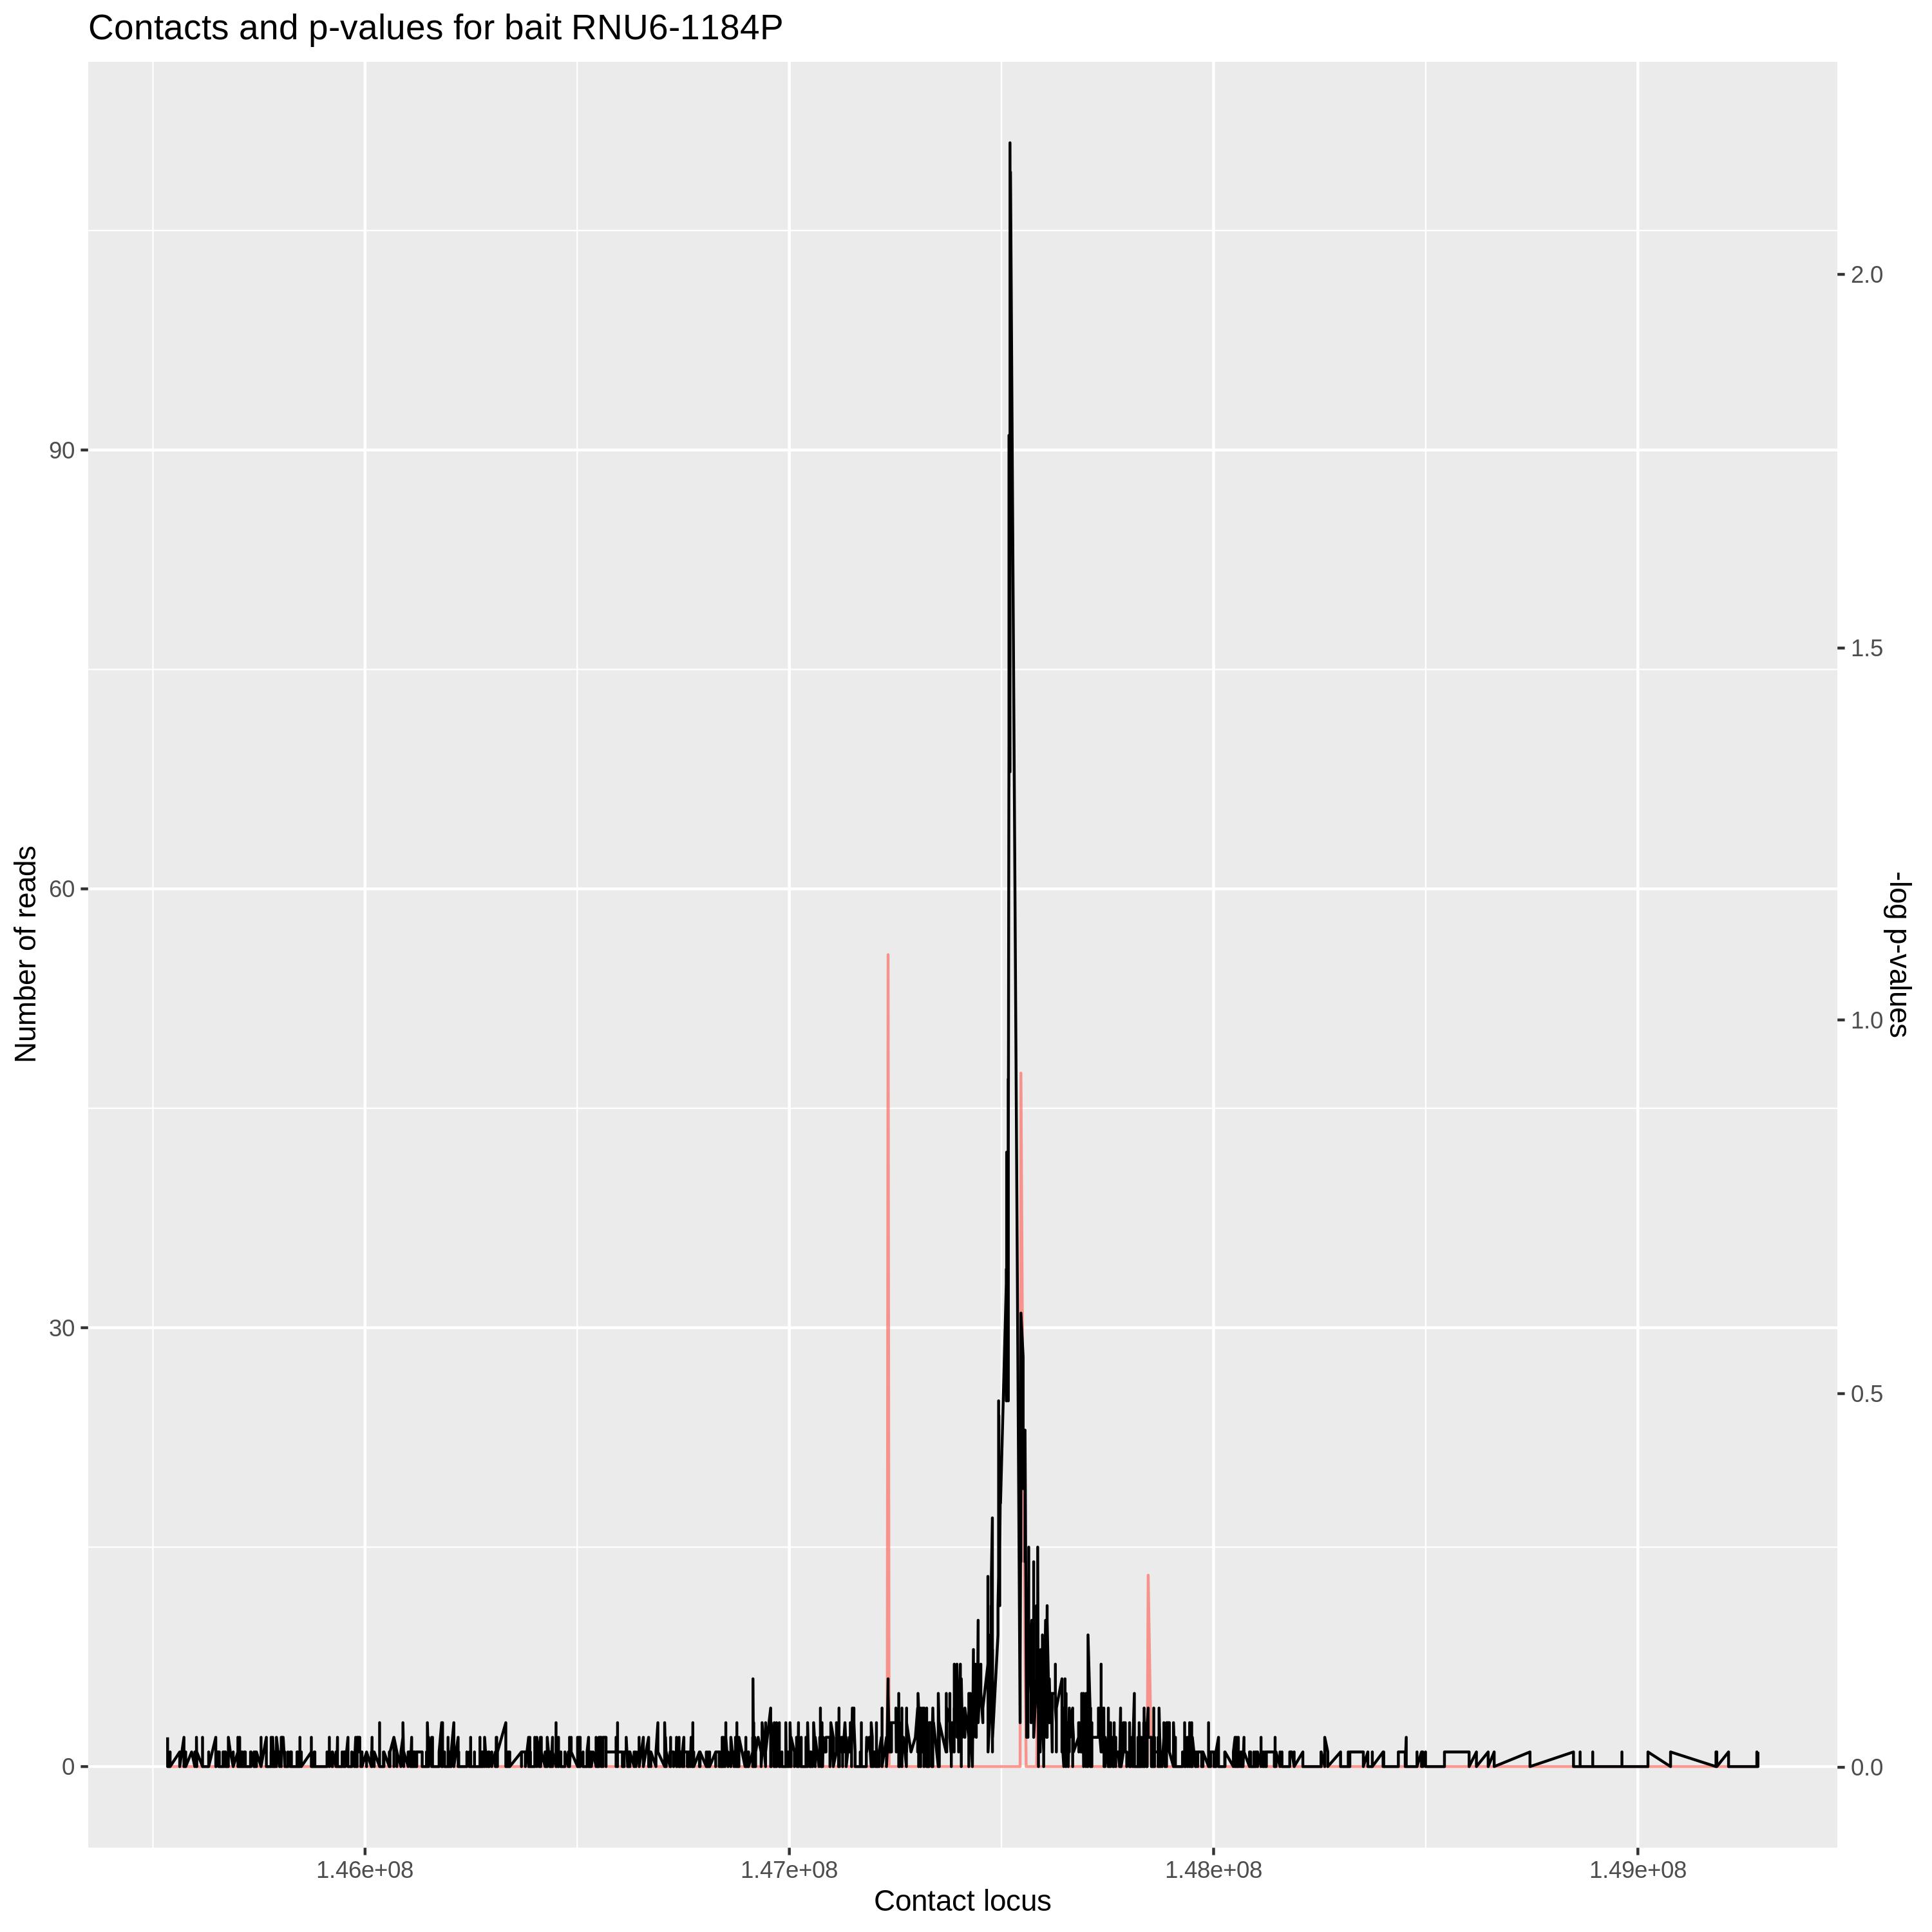 Contacts and p-values for bait RNU6-1184P
90
60
30
0
Number of reads
2.0
1.5
1.0
0.5
0.0
-log p-values
1.46e+08
1.47e+08
1.48e+08
1.49e+08
Contact locus